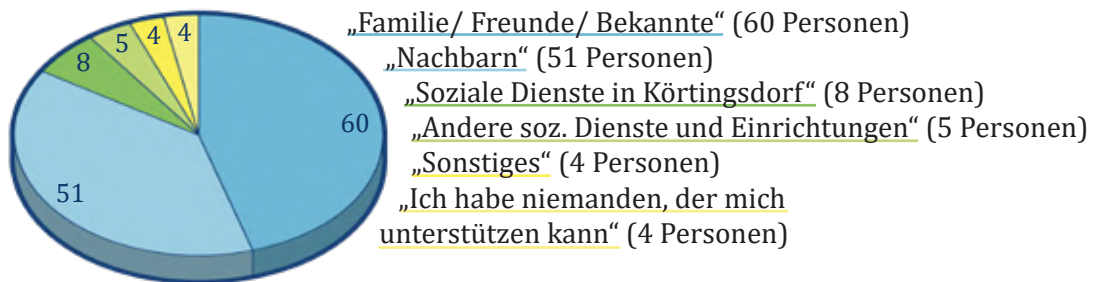 „Familie/ Freunde/ Bekannte“ (60 Personen)
„Nachbarn“ (51 Personen)
„Soziale Dienste in Körtingsdorf“ (8 Personen)
„Andere soz. Dienste und Einrichtungen“ (5 Personen)
„Sonstiges“ (4 Personen)
„Ich habe niemanden, der mich
unterstützen kann“ (4 Personen)
60
51
8
5
4
4